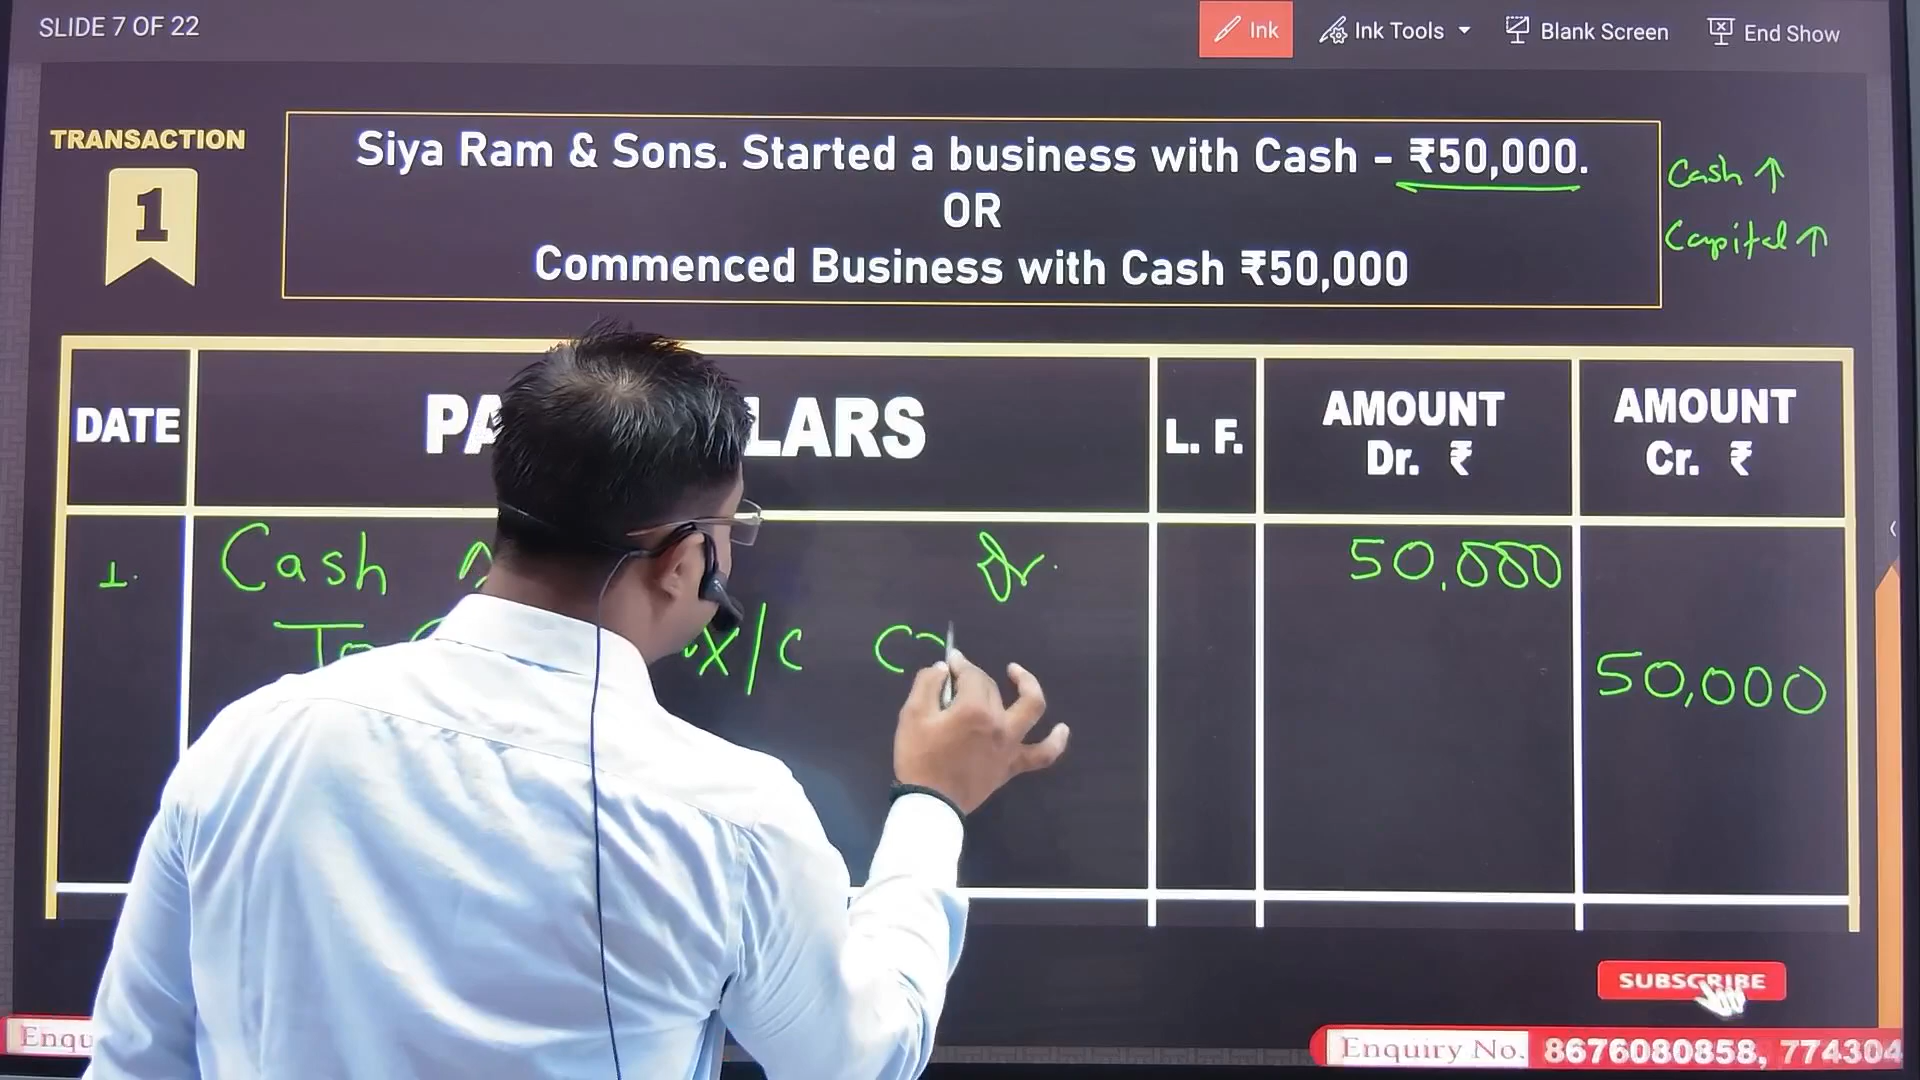 SLIDE 7 OF 22
Ink
Ink Tools
Blank Screen
End Show
TRANSACTION
1
Siya Ram & Sons. Started a business with Cash - ₹50,000.
OR
Commenced Business with Cash ₹50,000
Cash ↑
Capital ↑
DATE
L. F.
AMOUNT
Dr. ₹
AMOUNT
Cr. ₹
1.
Cash
Dr.
50,000
To
50,000
SUBSCRIBE
Enquiry No. 8676080858, 774304